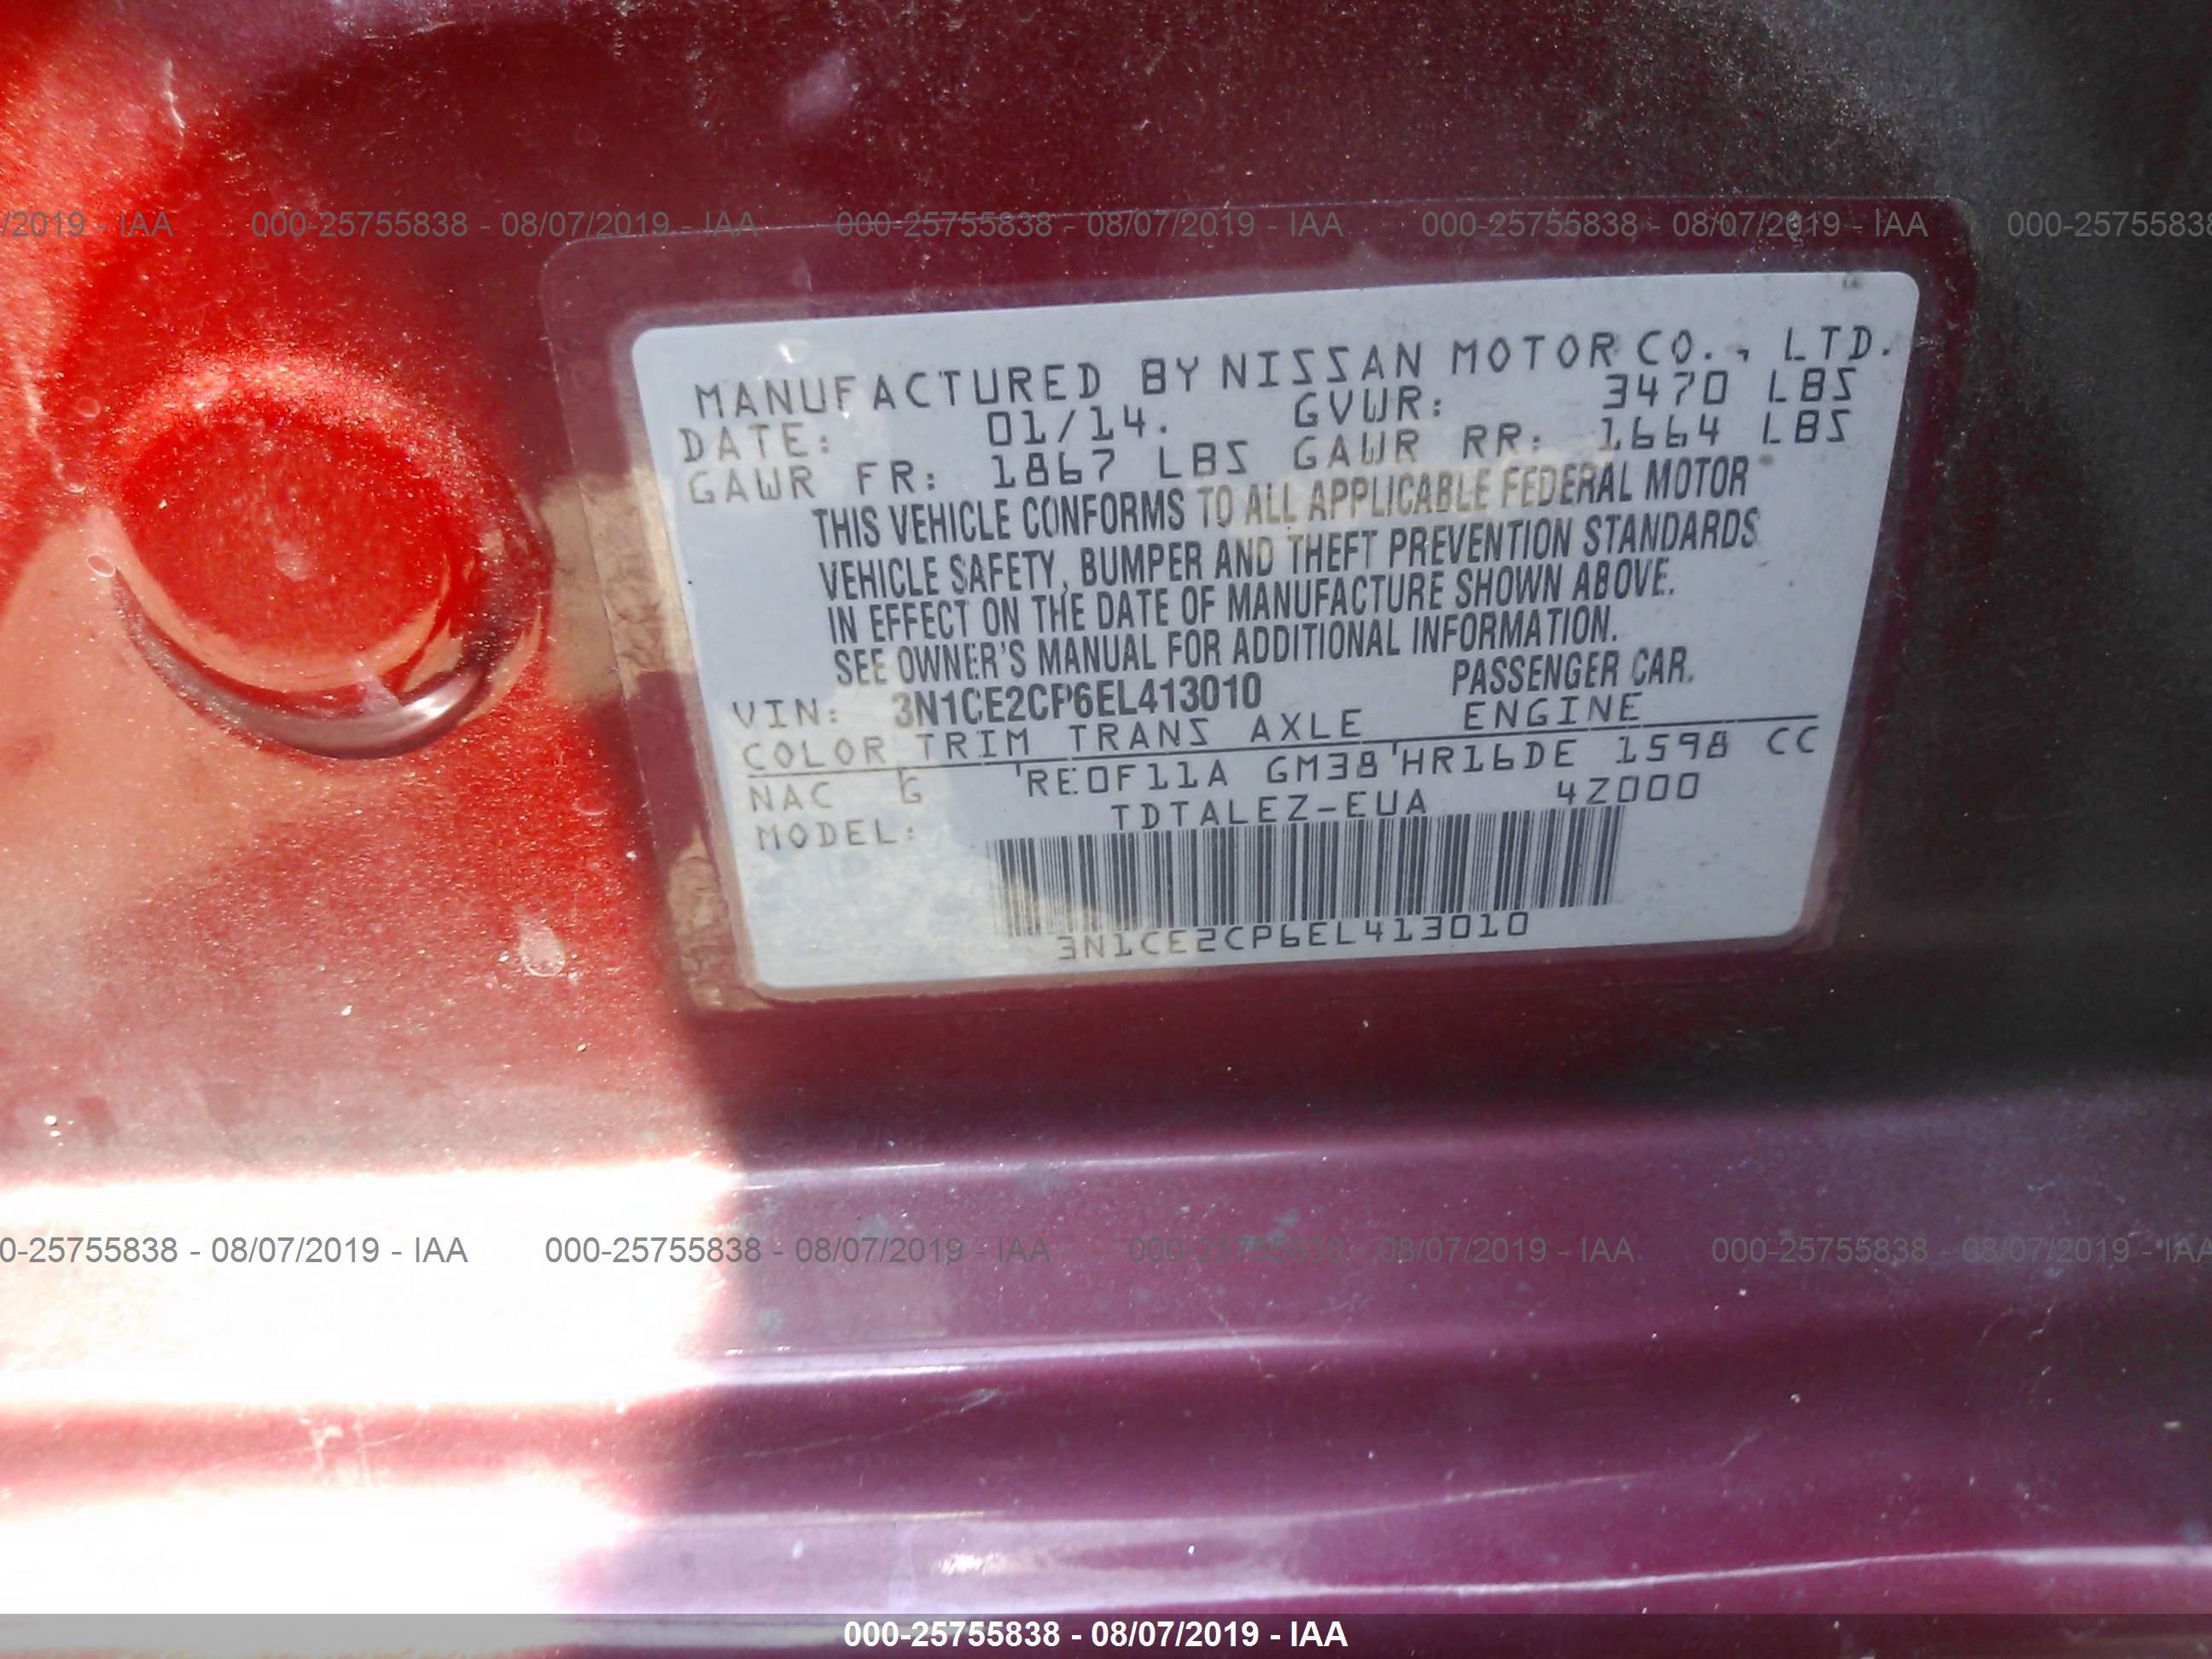 /2019 - IAA 000-25755838 - 08/07/2019 - IAA 000-25755838 - 08/07/2019 - IAA 000-25755838 - 08/07/2019 - IAA 000-25755838
MANUFACTURED BY NISSAN MOTOR CO., LTD.
DATE: 01/14. GVWR: 3470 LBS
GAWR FR: 1867 LBS GAWR RR: 1664 LBS
THIS VEHICLE CONFORMS TO ALL APPLICABLE FEDERAL MOTOR
VEHICLE SAFETY, BUMPER AND THEFT PREVENTION STANDARDS
IN EFFECT ON THE DATE OF MANUFACTURE SHOWN ABOVE.
SEE OWNER'S MANUAL FOR ADDITIONAL INFORMATION.
VIN: 3N1CE2CP6EL413010 PASSENGER CAR.
COLOR TRIM TRANS AXLE ENGINE
NAC G RE0F11A GM38 HR16DE 1598 CC
MODEL: TDTALEZ-EUA 4Z000
3N1CE2CP6EL413010
0-25755838 - 08/07/2019 - IAA 000-25755838 - 08/07/2019 - IAA 000-25755838 - 08/07/2019 - IAA 000-25755838 - 08/07/2019 - IAA
000-25755838 - 08/07/2019 - IAA